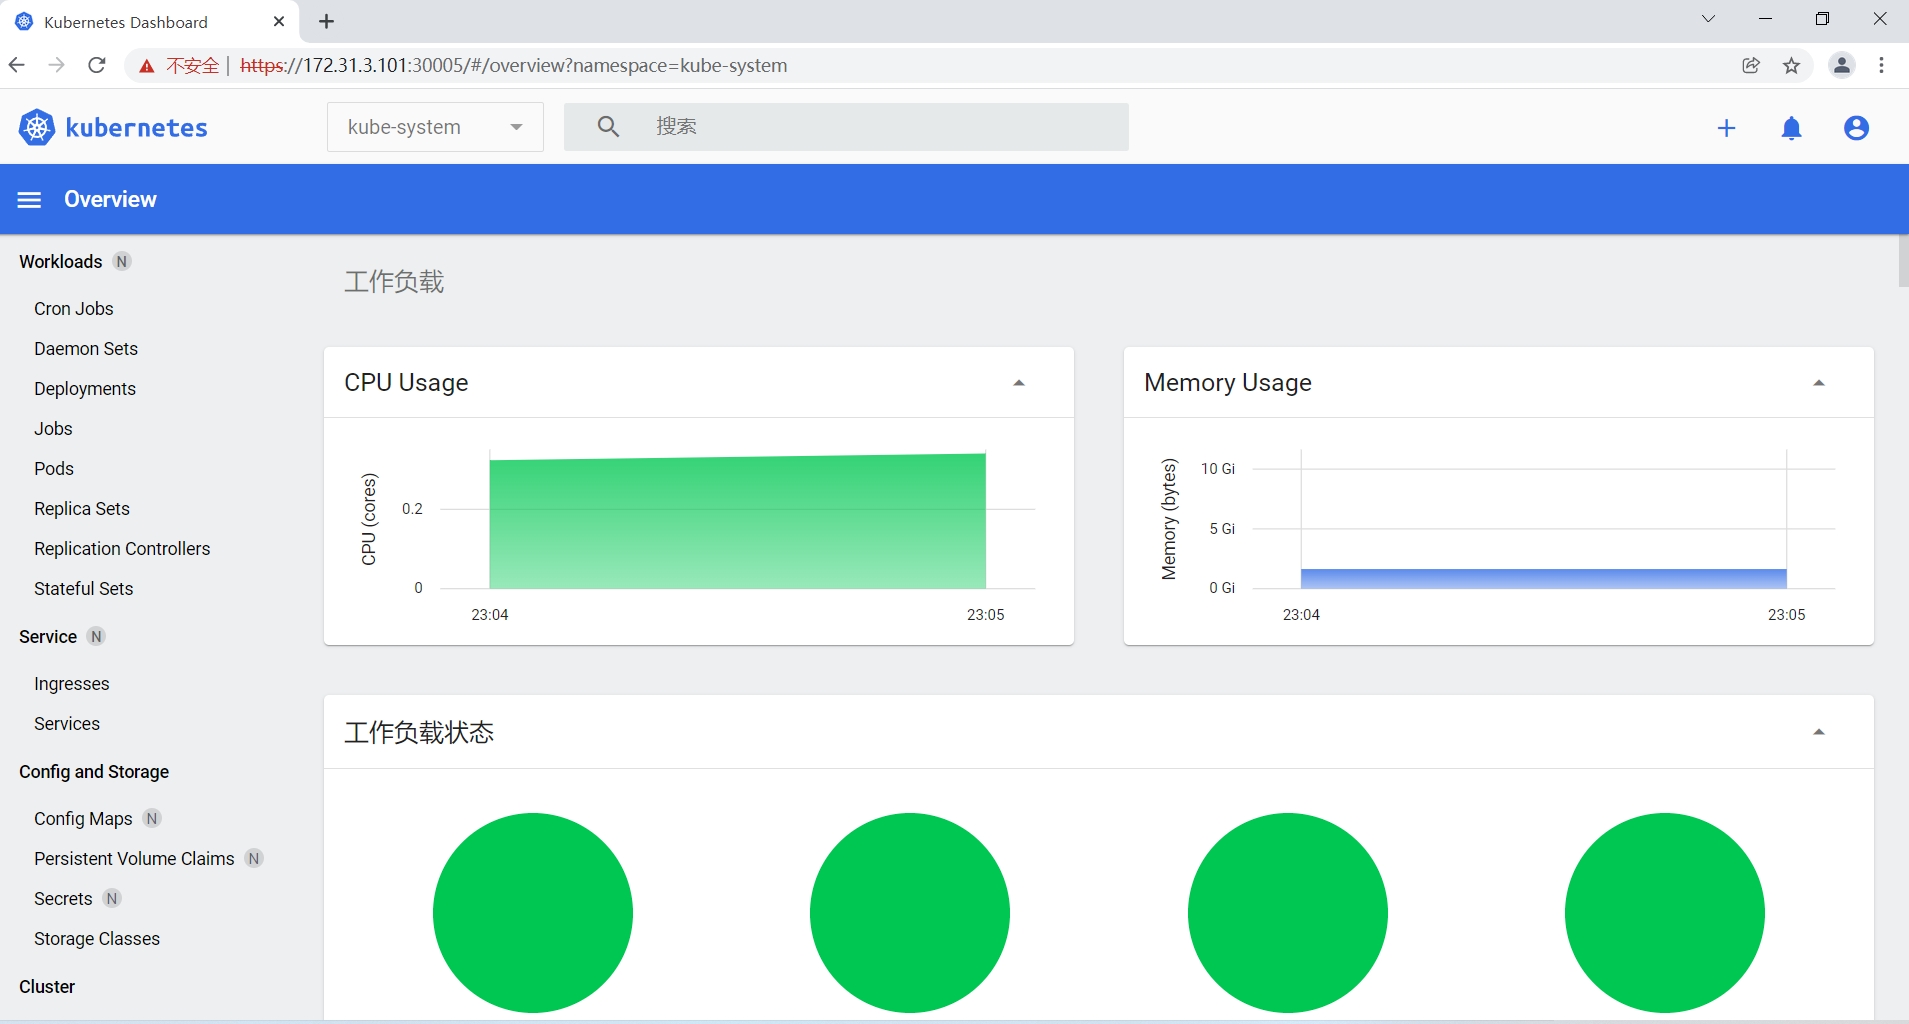 Kubernetes Dashboard
不安全 | https://172.31.3.101:30005/#/overview?namespace=kube-system
kubernetes
kube-system
搜索
Overview
Workloads N
Cron Jobs
Daemon Sets
Deployments
Jobs
Pods
Replica Sets
Replication Controllers
Stateful Sets
Service N
Ingresses
Services
Config and Storage
Config Maps N
Persistent Volume Claims N
Secrets N
Storage Classes
Cluster
工作负载
CPU Usage
CPU (cores)
0.2
0
23:04
23:05
Memory Usage
Memory (bytes)
10 Gi
5 Gi
0 Gi
23:04
23:05
工作负载状态